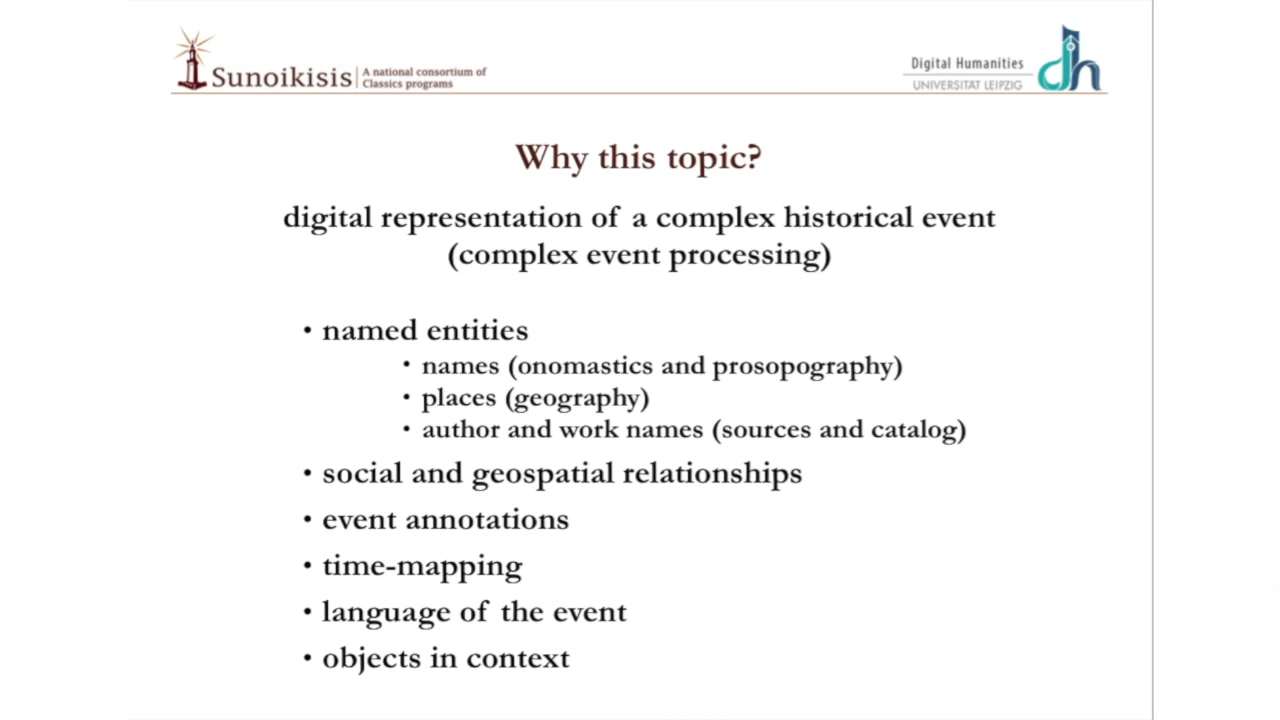 Sunoikisis
A national consortium of
Classics programs
Digital Humanities
UNIVERSITÄT LEIPZIG
dh
Why this topic?
digital representation of a complex historical event
(complex event processing)
• named entities
• names (onomastics and prosopography)
• places (geography)
• author and work names (sources and catalog)
• social and geospatial relationships
• event annotations
• time-mapping
• language of the event
• objects in context